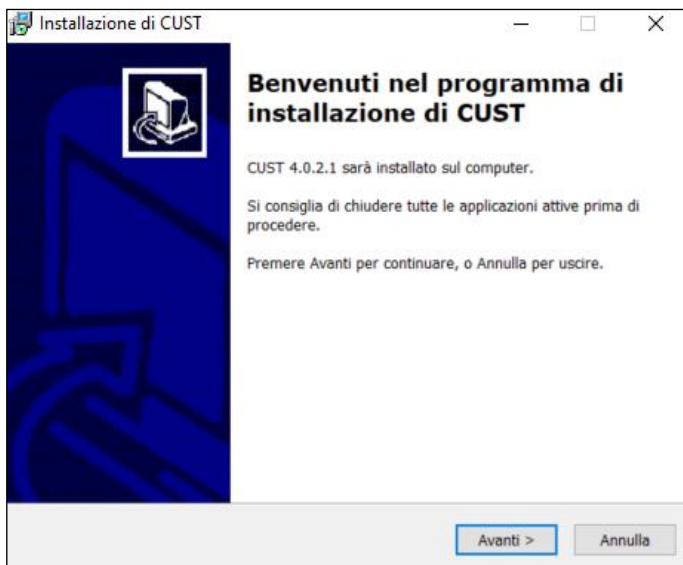 Installazione di CUST
Benvenuti nel programma di
installazione di CUST
CUST 4.0.2.1 sarà installato sul computer.
Si consiglia di chiudere tutte le applicazioni attive prima di
procedere.
Premere Avanti per continuare, o Annulla per uscire.
Avanti >
Annulla